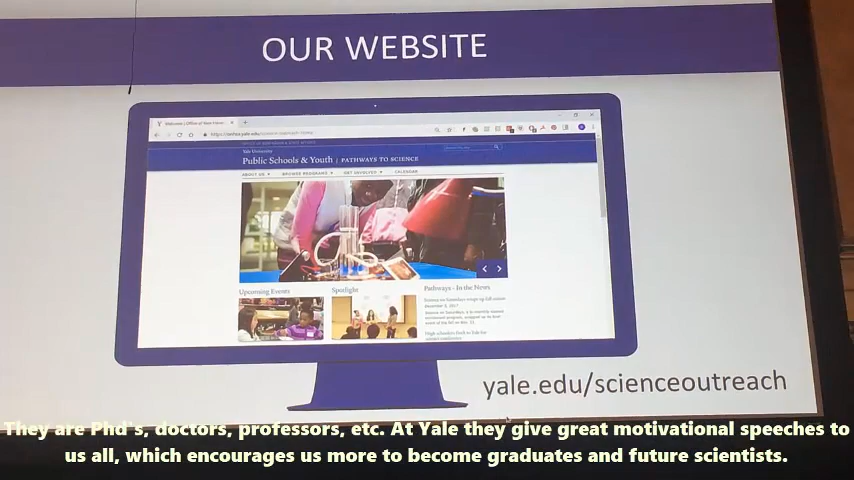 OUR WEBSITE
Yale University
Public Schools & Youth | PATHWAYS TO SCIENCE
ABOUT US
BROWSE PROGRAMS
GET INVOLVED
CALENDAR
Upcoming Events
Spotlight
Pathways - In the News
yale.edu/scienceoutreach
They are Phd's, doctors, professors, etc. At Yale they give great motivational speeches to
us all, which encourages us more to become graduates and future scientists.